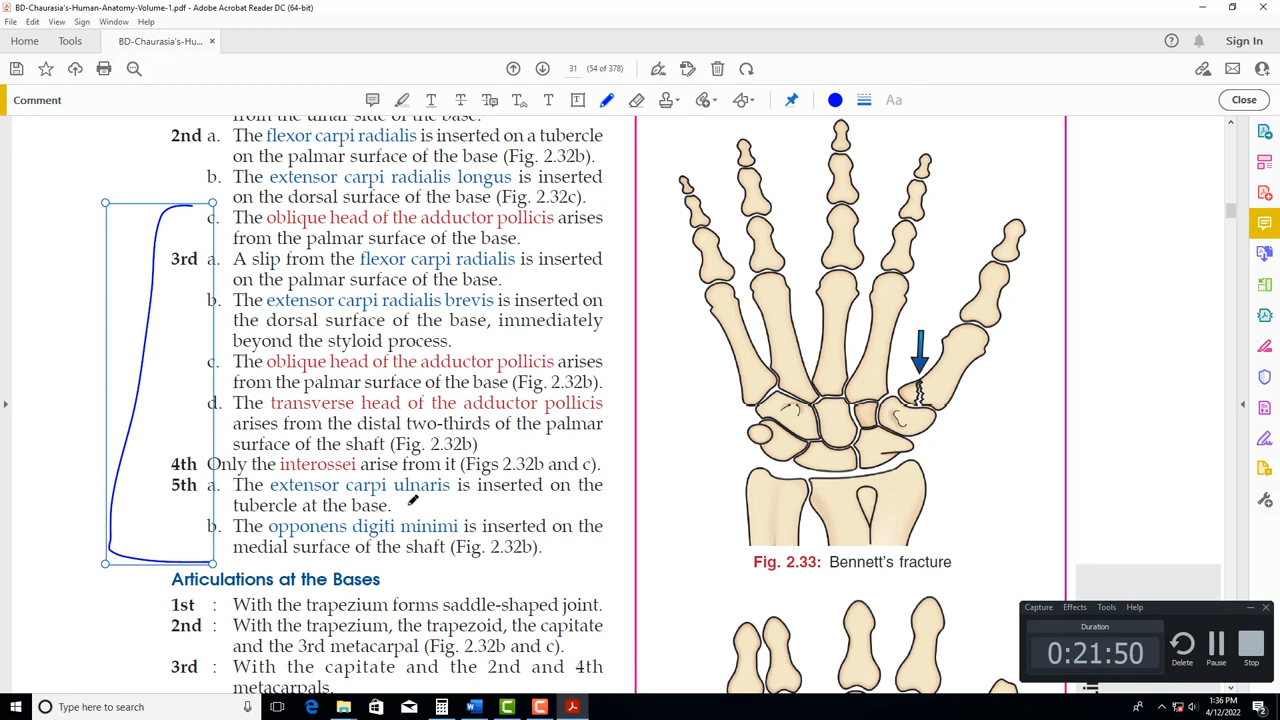 BD-Chaurasia's-Human-Anatomy-Volume-1.pdf - Adobe Acrobat Reader DC (64-bit)
File Edit View Sign Window Help
Home Tools BD-Chaurasia's-Hu... × Sign In
31 (54 of 378)
Comment Aa Close
from the ulnar side of the base.
2nd a. The flexor carpi radialis is inserted on a tubercle
on the palmar surface of the base (Fig. 2.32b).
b. The extensor carpi radialis longus is inserted
on the dorsal surface of the base (Fig. 2.32c).
c. The oblique head of the adductor pollicis arises
from the palmar surface of the base.
3rd a. A slip from the flexor carpi radialis is inserted
on the palmar surface of the base.
b. The extensor carpi radialis brevis is inserted on
the dorsal surface of the base, immediately
beyond the styloid process.
c. The oblique head of the adductor pollicis arises
from the palmar surface of the base (Fig. 2.32b).
d. The transverse head of the adductor pollicis
arises from the distal two-thirds of the palmar
surface of the shaft (Fig. 2.32b)
4th Only the interossei arise from it (Figs 2.32b and c).
5th a. The extensor carpi ulnaris is inserted on the
tubercle at the base.
b. The opponens digiti minimi is inserted on the
medial surface of the shaft (Fig. 2.32b).
Articulations at the Bases
1st : With the trapezium forms saddle-shaped joint.
2nd : With the trapezium, the trapezoid, the capitate
and the 3rd metacarpal (Fig. 2.32b and c).
3rd : With the capitate and the 2nd and 4th
metacarpals.
Fig. 2.33: Bennett's fracture
Capture Effects Tools Help
Duration
0:21:50
Delete Pause Stop
Type here to search
1:36 PM
4/12/2022
2